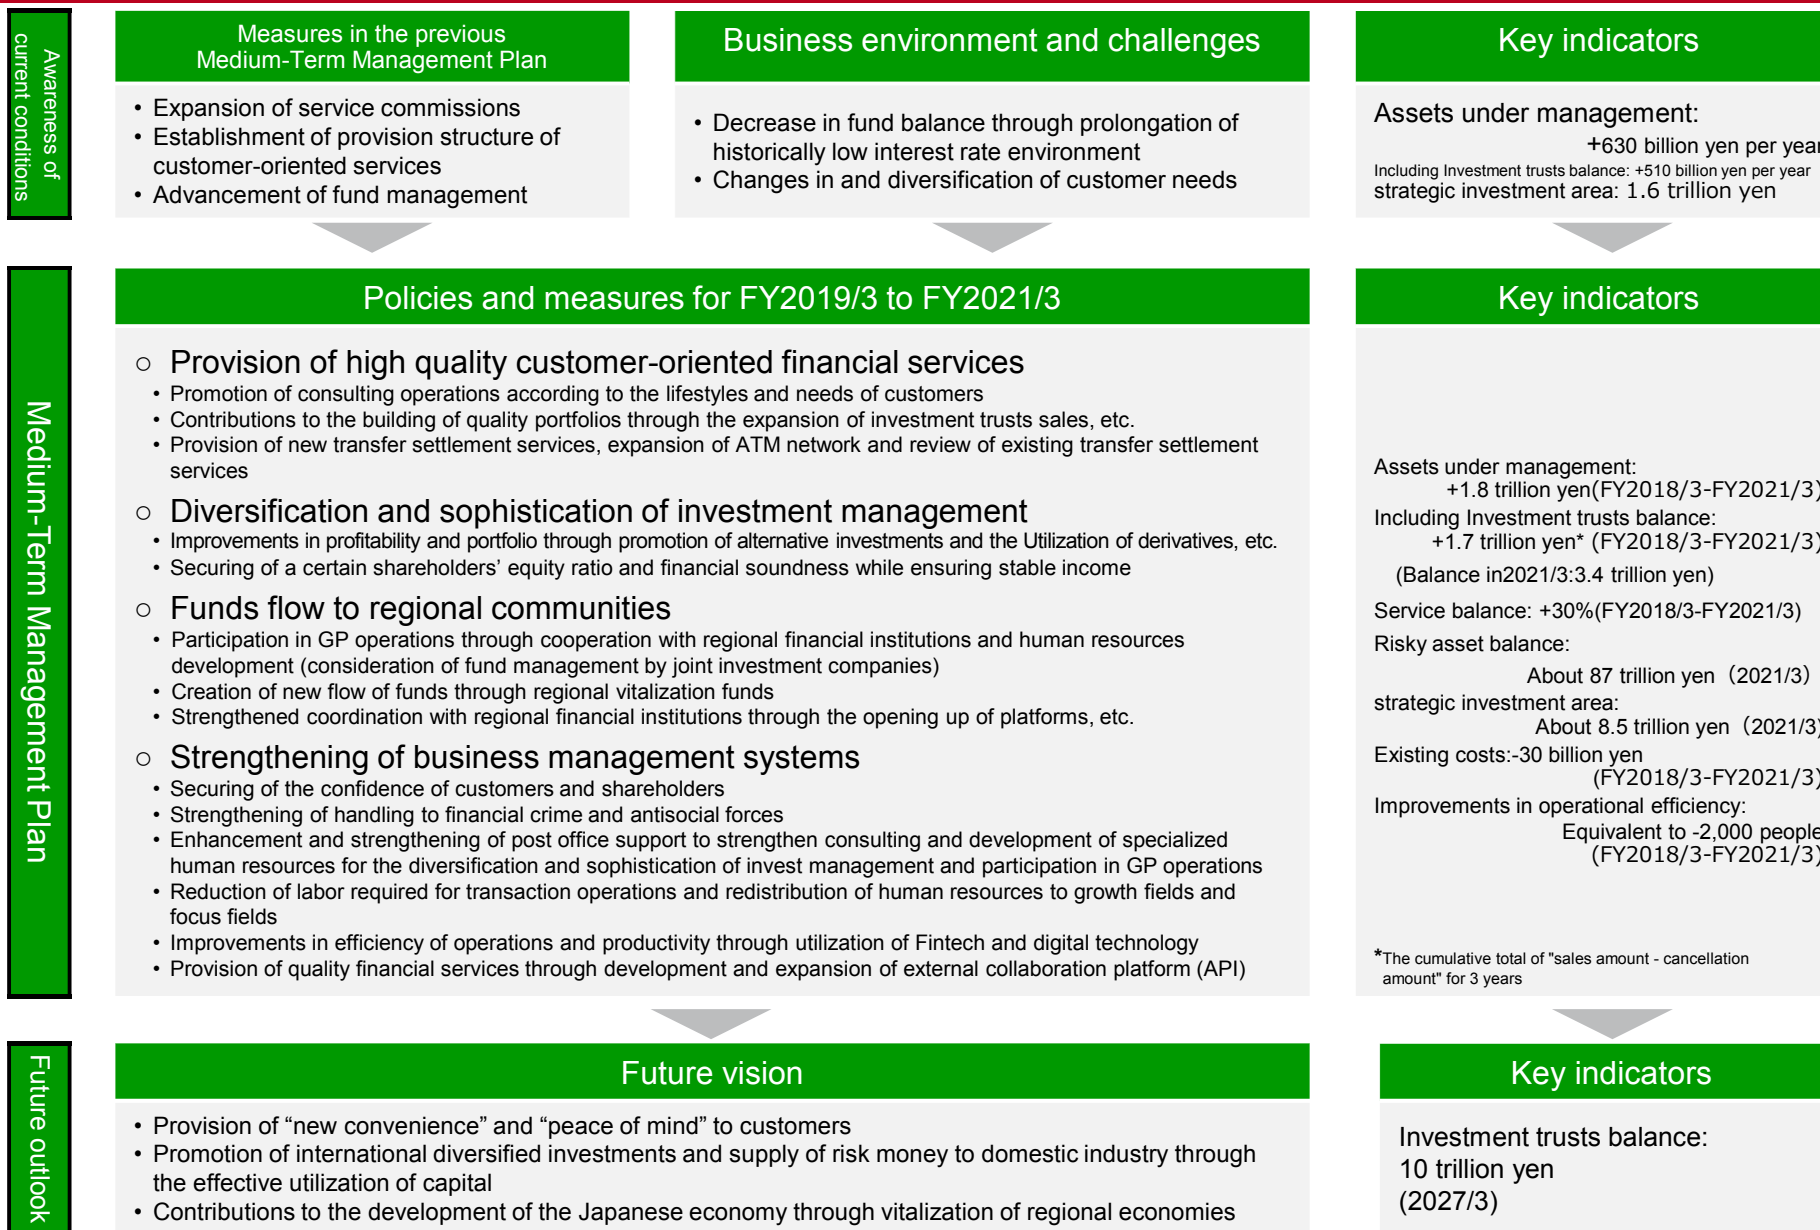 Awareness of
current conditions
Measures in the previous
Medium-Term Management Plan
• Expansion of service commissions
• Establishment of provision structure of
customer-oriented services
• Advancement of fund management
Business environment and challenges
• Decrease in fund balance through prolongation of
historically low interest rate environment
• Changes in and diversification of customer needs
Key indicators
Assets under management:
+630 billion yen per year
Including Investment trusts balance: +510 billion yen per year
strategic investment area: 1.6 trillion yen
Medium-Term Management Plan
Policies and measures for FY2019/3 to FY2021/3
○ Provision of high quality customer-oriented financial services
• Promotion of consulting operations according to the lifestyles and needs of customers
• Contributions to the building of quality portfolios through the expansion of investment trusts sales, etc.
• Provision of new transfer settlement services, expansion of ATM network and review of existing transfer settlement
services
○ Diversification and sophistication of investment management
• Improvements in profitability and portfolio through promotion of alternative investments and the Utilization of derivatives, etc.
• Securing of a certain shareholders’ equity ratio and financial soundness while ensuring stable income
○ Funds flow to regional communities
• Participation in GP operations through cooperation with regional financial institutions and human resources
development (consideration of fund management by joint investment companies)
• Creation of new flow of funds through regional vitalization funds
• Strengthened coordination with regional financial institutions through the opening up of platforms, etc.
○ Strengthening of business management systems
• Securing of the confidence of customers and shareholders
• Strengthening of handling to financial crime and antisocial forces
• Enhancement and strengthening of post office support to strengthen consulting and development of specialized
human resources for the diversification and sophistication of invest management and participation in GP operations
• Reduction of labor required for transaction operations and redistribution of human resources to growth fields and
focus fields
• Improvements in efficiency of operations and productivity through utilization of Fintech and digital technology
• Provision of quality financial services through development and expansion of external collaboration platform (API)
Key indicators
Assets under management:
+1.8 trillion yen(FY2018/3-FY2021/3)
Including Investment trusts balance:
+1.7 trillion yen* (FY2018/3-FY2021/3)
(Balance in2021/3:3.4 trillion yen)
Service balance: +30%(FY2018/3-FY2021/3)
Risky asset balance:
About 87 trillion yen（2021/3）
strategic investment area:
About 8.5 trillion yen（2021/3)
Existing costs:-30 billion yen
(FY2018/3-FY2021/3)
Improvements in operational efficiency:
Equivalent to -2,000 people
(FY2018/3-FY2021/3)
*The cumulative total of "sales amount - cancellation
amount" for 3 years
Future outlook
Future vision
• Provision of “new convenience” and “peace of mind” to customers
• Promotion of international diversified investments and supply of risk money to domestic industry through
the effective utilization of capital
• Contributions to the development of the Japanese economy through vitalization of regional economies
Key indicators
Investment trusts balance:
10 trillion yen
(2027/3)